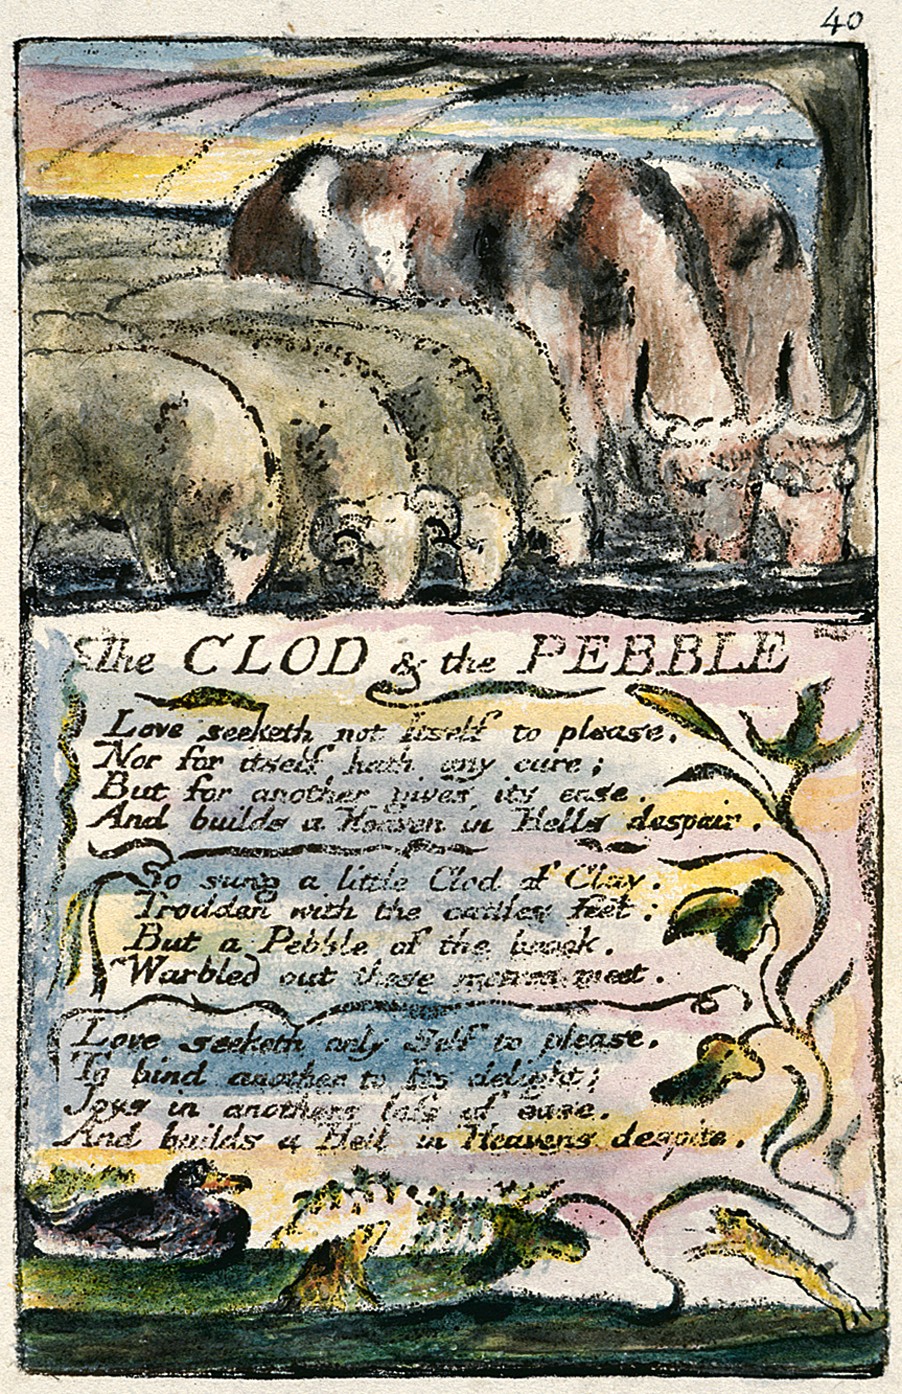 40
The CLOD & the PEBBLE
Love seeketh not Itself to please,
Nor for itself hath any care;
But for another gives its ease,
And builds a Heaven in Hells despair.
So sung a little Clod of Clay,
Trodden with the cattles feet:
But a Pebble of the brook,
Warbled out these metres meet.
Love seeketh only Self to please,
To bind another to Its delight;
Joys in anothers loss of ease,
And builds a Hell in Heavens despite.